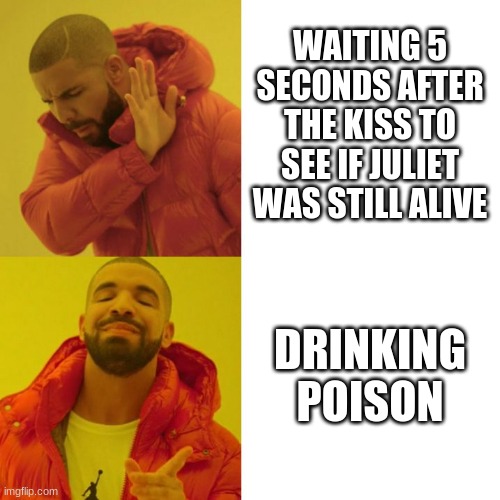 WAITING 5
SECONDS AFTER
THE KISS TO
SEE IF JULIET
WAS STILL ALIVE
DRINKING
POISON
imgflip.com